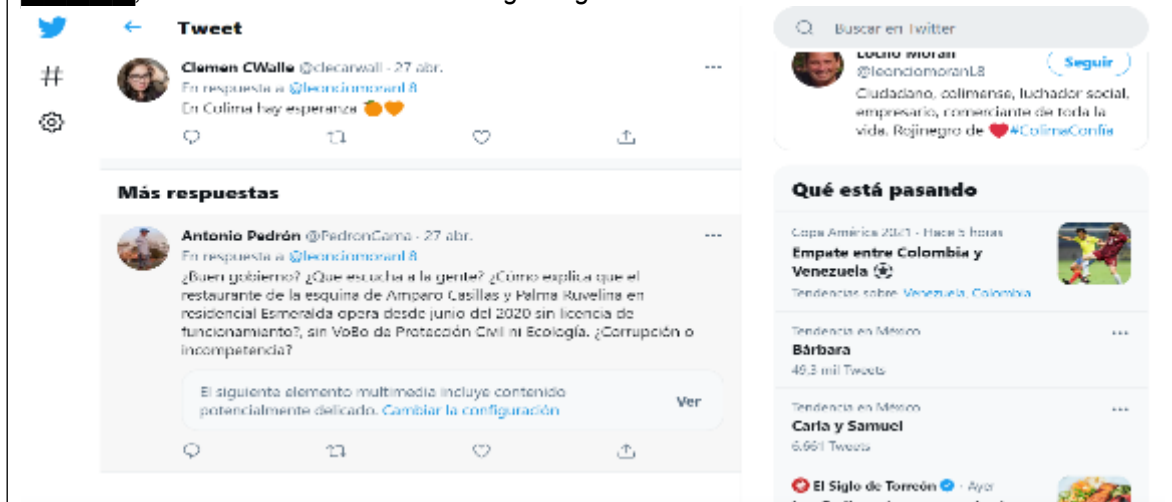 Tweet
Clemen CWalle @clecarwall · 27 abr.
En respuesta a @leonciomoranL8
En Colima hay esperanza 🍊🧡
Más respuestas
Antonio Pedrón @PedronCama · 27 abr.
En respuesta a @leonciomoranL8
¿Buen gobierno? ¿Que escucha a la gente? ¿Cómo explica que el
restaurante de la esquina de Amparo Casillas y Palma Ruvelina en
residencial Esmeralda opera desde junio del 2020 sin licencia de
funcionamiento?, sin VoBo de Protección Civil ni Ecología. ¿Corrupción o
incompetencia?
El siguiente elemento multimedia incluye contenido
potencialmente delicado. Cambiar la configuración
Ver
Buscar en Twitter
Locho Morán
@leonciomoranL8
Seguir
Ciudadano, colimense, luchador social,
empresario, comerciante de toda la
vida. Rojinegro de ❤️#ColimaConfía
Qué está pasando
Copa América 2021 · Hace 5 horas
Empate entre Colombia y
Venezuela ⚽
Tendencias sobre Venezuela, Colombia
Tendencia en México
Bárbara
49.3 mil Tweets
Tendencia en México
Carla y Samuel
6,661 Tweets
El Siglo de Torreón · Ayer